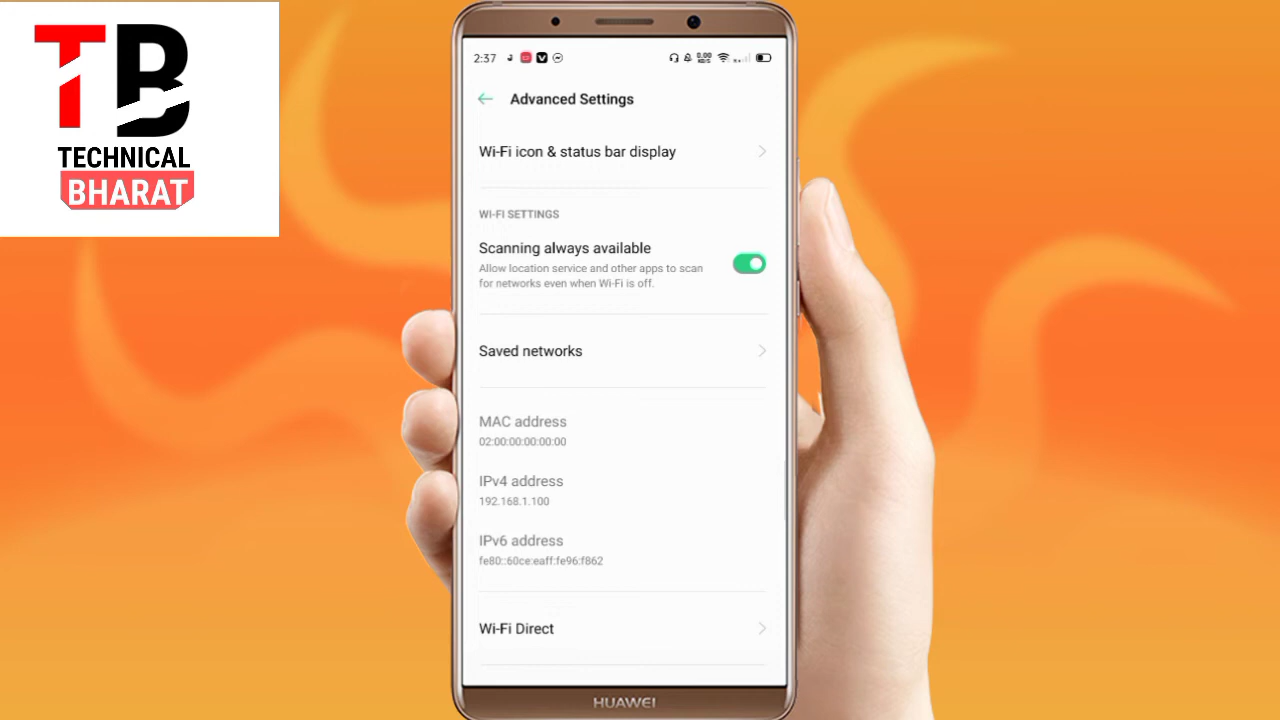 TB
TECHNICAL
BHARAT
2:37
0.00
KB/S
Advanced Settings
Wi-Fi icon & status bar display
WI-FI SETTINGS
Scanning always available
Allow location service and other apps to scan
for networks even when Wi-Fi is off.
Saved networks
MAC address
02:00:00:00:00:00
IPv4 address
192.168.1.100
IPv6 address
fe80::60ce:eaff:fe96:f862
Wi-Fi Direct
HUAWEI